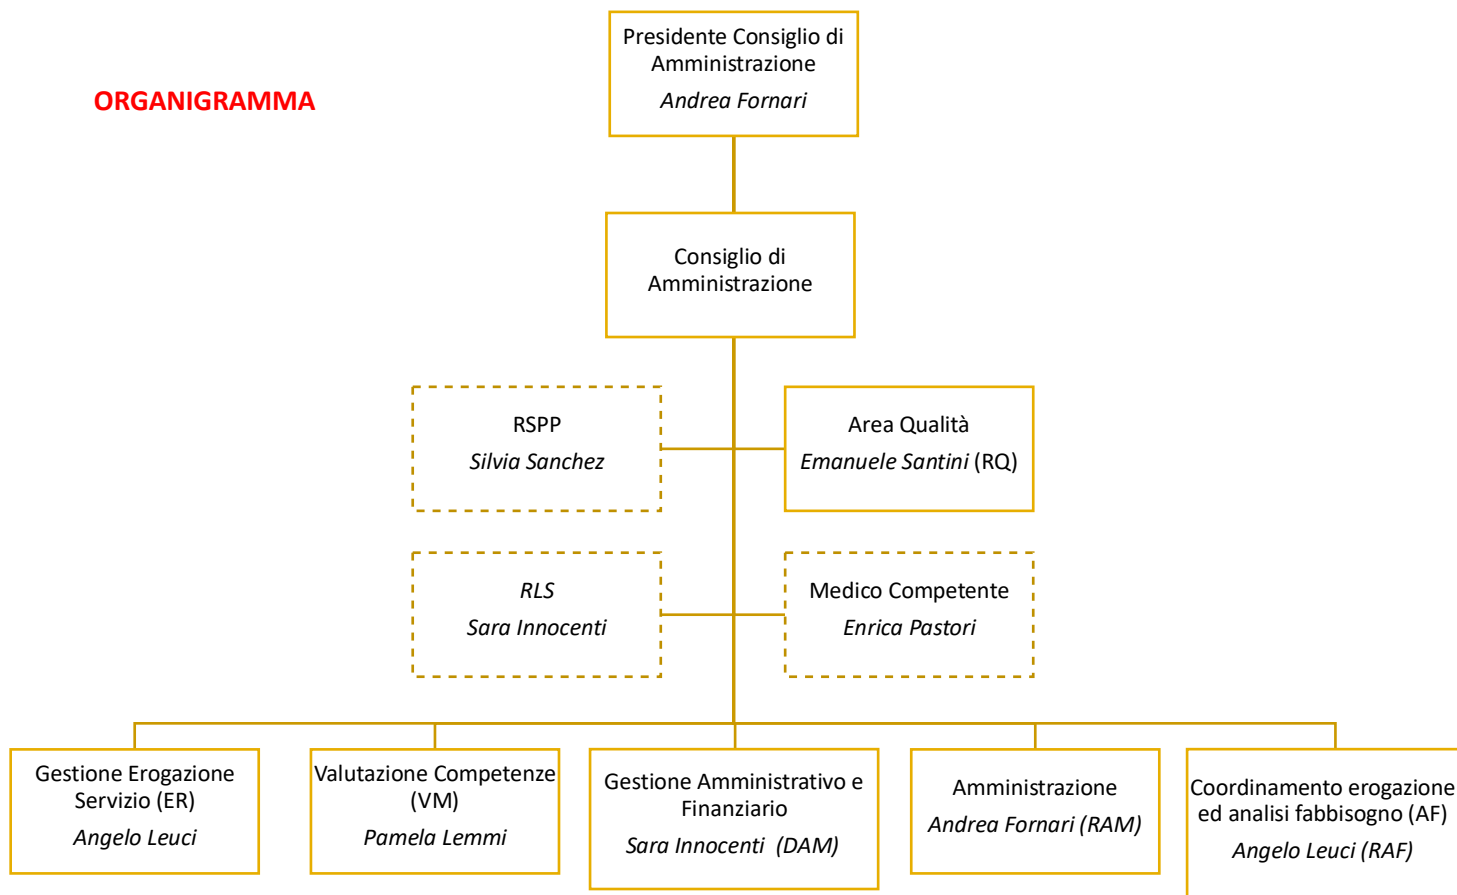 ORGANIGRAMMA
Presidente Consiglio di
Amministrazione
Andrea Fornari
Consiglio di
Amministrazione
RSPP
Silvia Sanchez
Area Qualità
Emanuele Santini (RQ)
RLS
Sara Innocenti
Medico Competente
Enrica Pastori
Gestione Erogazione
Servizio (ER)
Angelo Leuci
Valutazione Competenze
(VM)
Pamela Lemmi
Gestione Amministrativo e
Finanziario
Sara Innocenti (DAM)
Amministrazione
Andrea Fornari (RAM)
Coordinamento erogazione
ed analisi fabbisogno (AF)
Angelo Leuci (RAF)